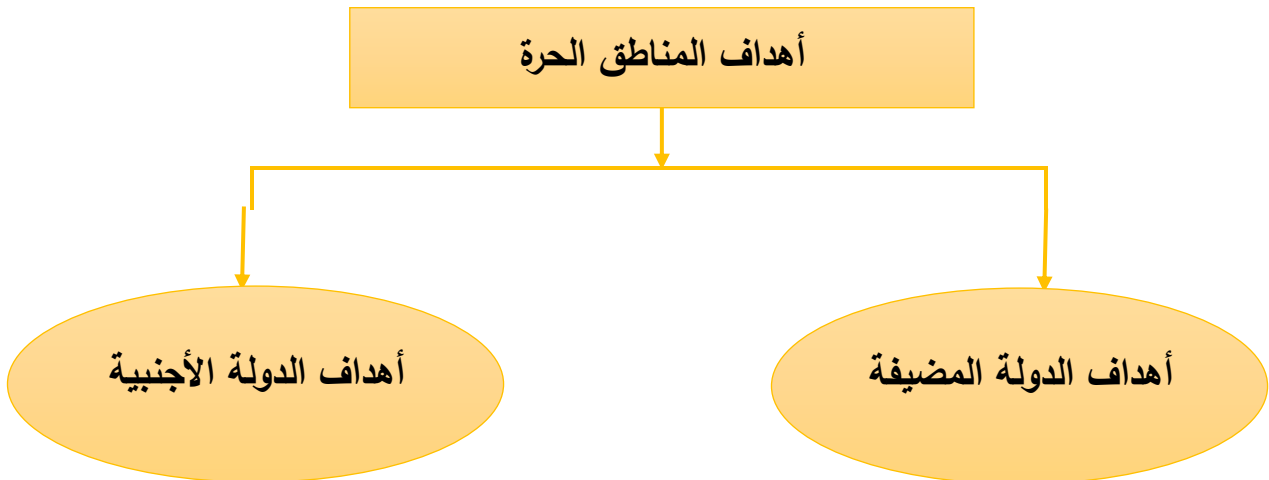 أهداف المناطق الحرة
أهداف الدولة المضيفة
أهداف الدولة الأجنبية